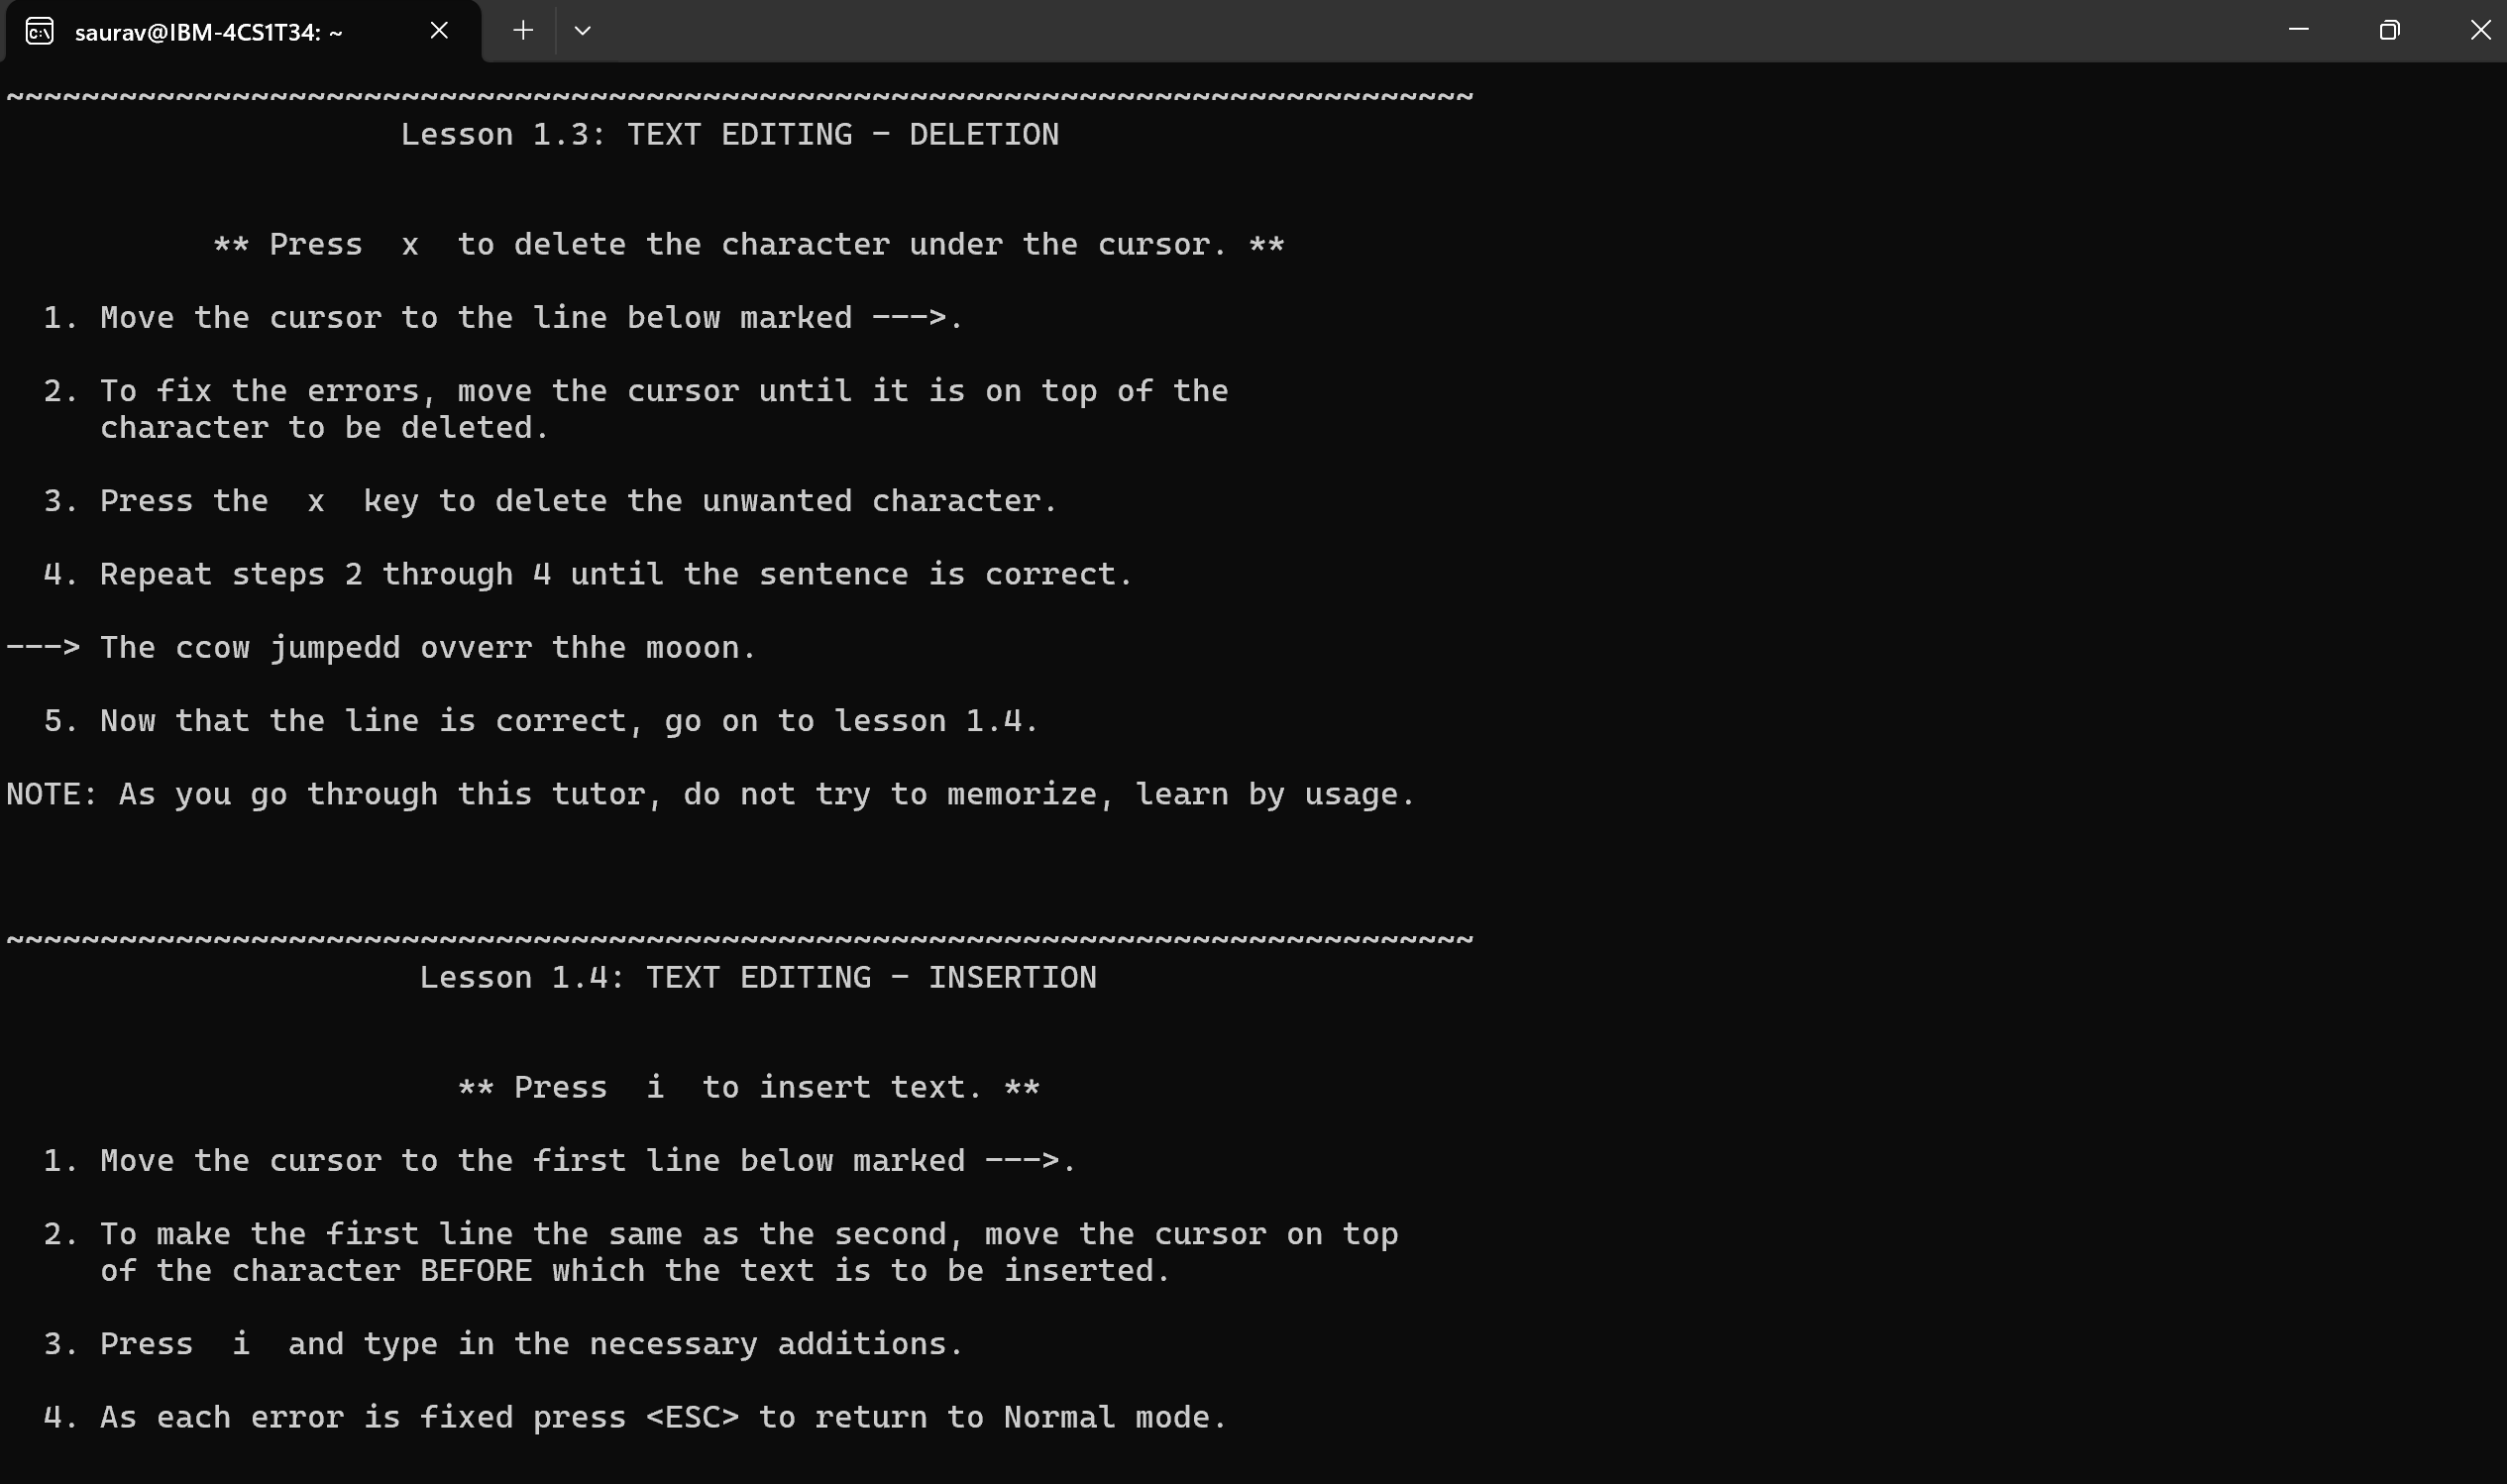 saurav@IBM-4CS1T34: ~
~~~~~~~~~~~~~~~~~~~~~~~~~~~~~~~~~~~~~~~~~~~~~~~~~~~~~~~~~~~~~~~~~~~~~~~~~~~~~~
Lesson 1.3: TEXT EDITING - DELETION
** Press  x  to delete the character under the cursor. **
1. Move the cursor to the line below marked --->.
2. To fix the errors, move the cursor until it is on top of the
character to be deleted.
3. Press the  x  key to delete the unwanted character.
4. Repeat steps 2 through 4 until the sentence is correct.
---> The ccow jumpedd ovverr thhe mooon.
5. Now that the line is correct, go on to lesson 1.4.
NOTE: As you go through this tutor, do not try to memorize, learn by usage.
~~~~~~~~~~~~~~~~~~~~~~~~~~~~~~~~~~~~~~~~~~~~~~~~~~~~~~~~~~~~~~~~~~~~~~~~~~~~~~
Lesson 1.4: TEXT EDITING - INSERTION
** Press  i  to insert text. **
1. Move the cursor to the first line below marked --->.
2. To make the first line the same as the second, move the cursor on top
of the character BEFORE which the text is to be inserted.
3. Press  i  and type in the necessary additions.
4. As each error is fixed press <ESC> to return to Normal mode.